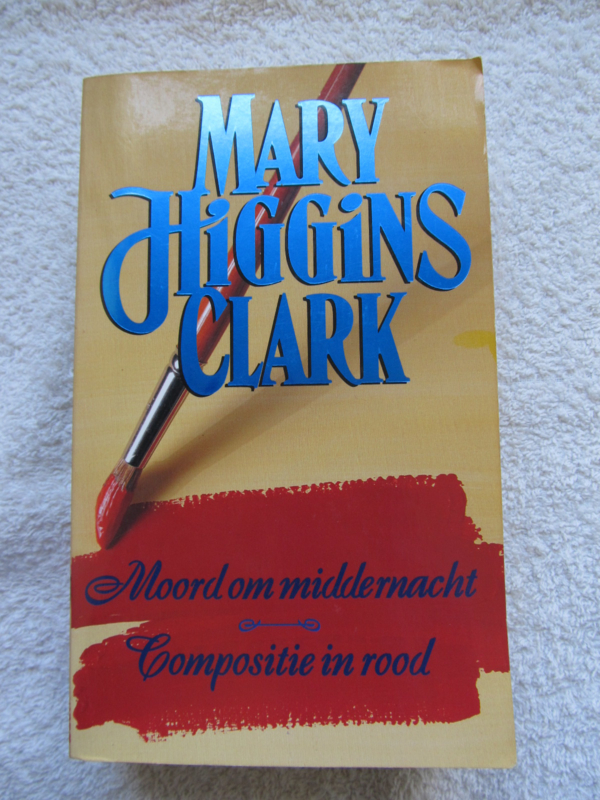 MARY
HIGGINS
CLARK
Moord om middernacht
Compositie in rood